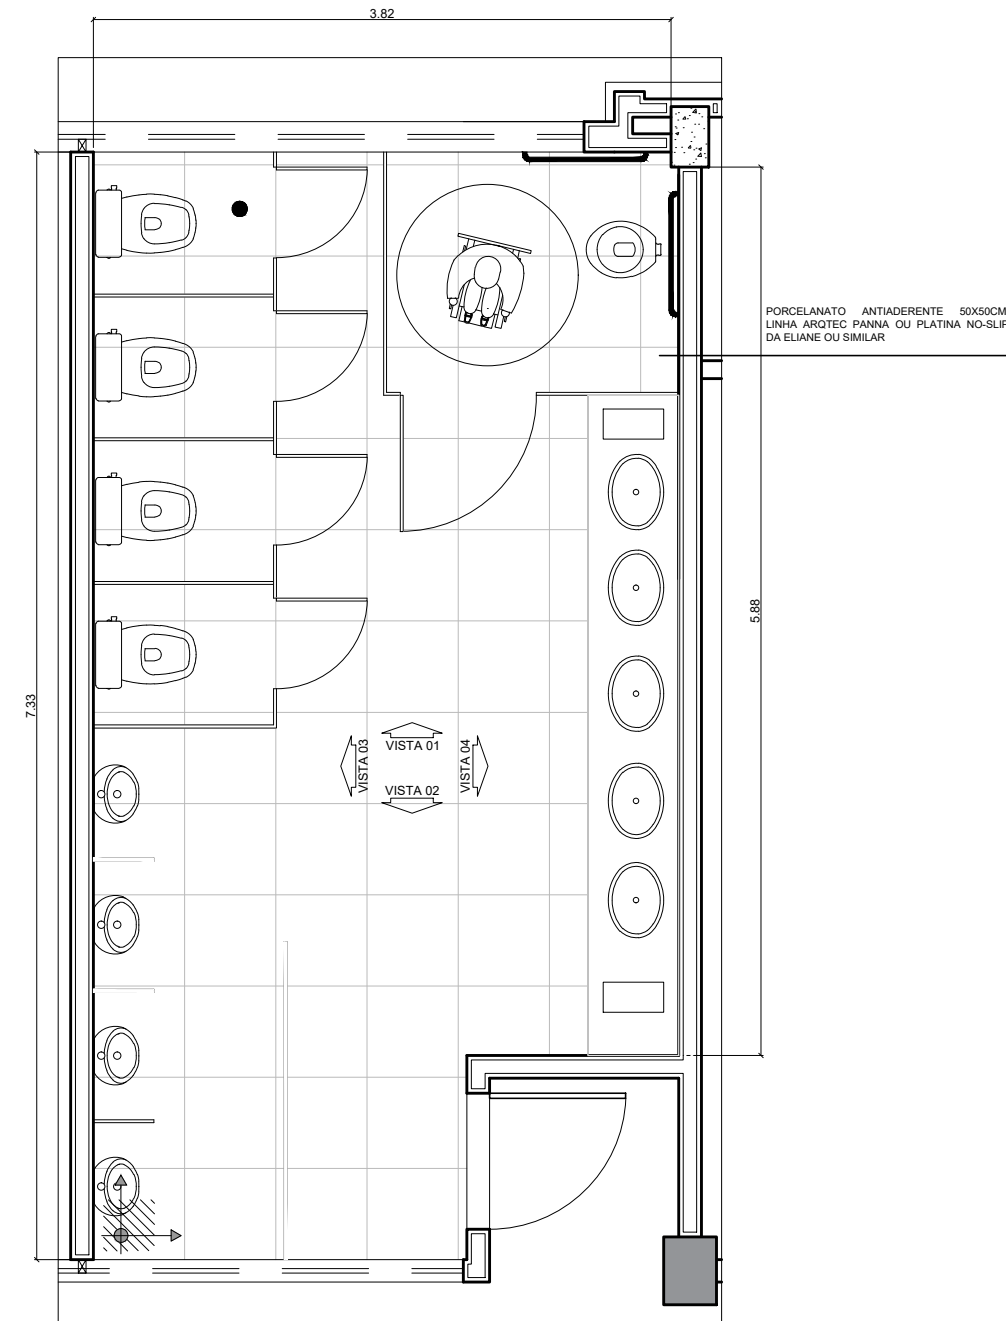 3.82
PORCELANATO ANTIADERENTE 50X50CM
LINHA ARQTEC PANNA OU PLATINA NO-SLIP
DA ELIANE OU SIMILAR
5.88
7.33
VISTA 03
VISTA 01
VISTA 04
VISTA 02